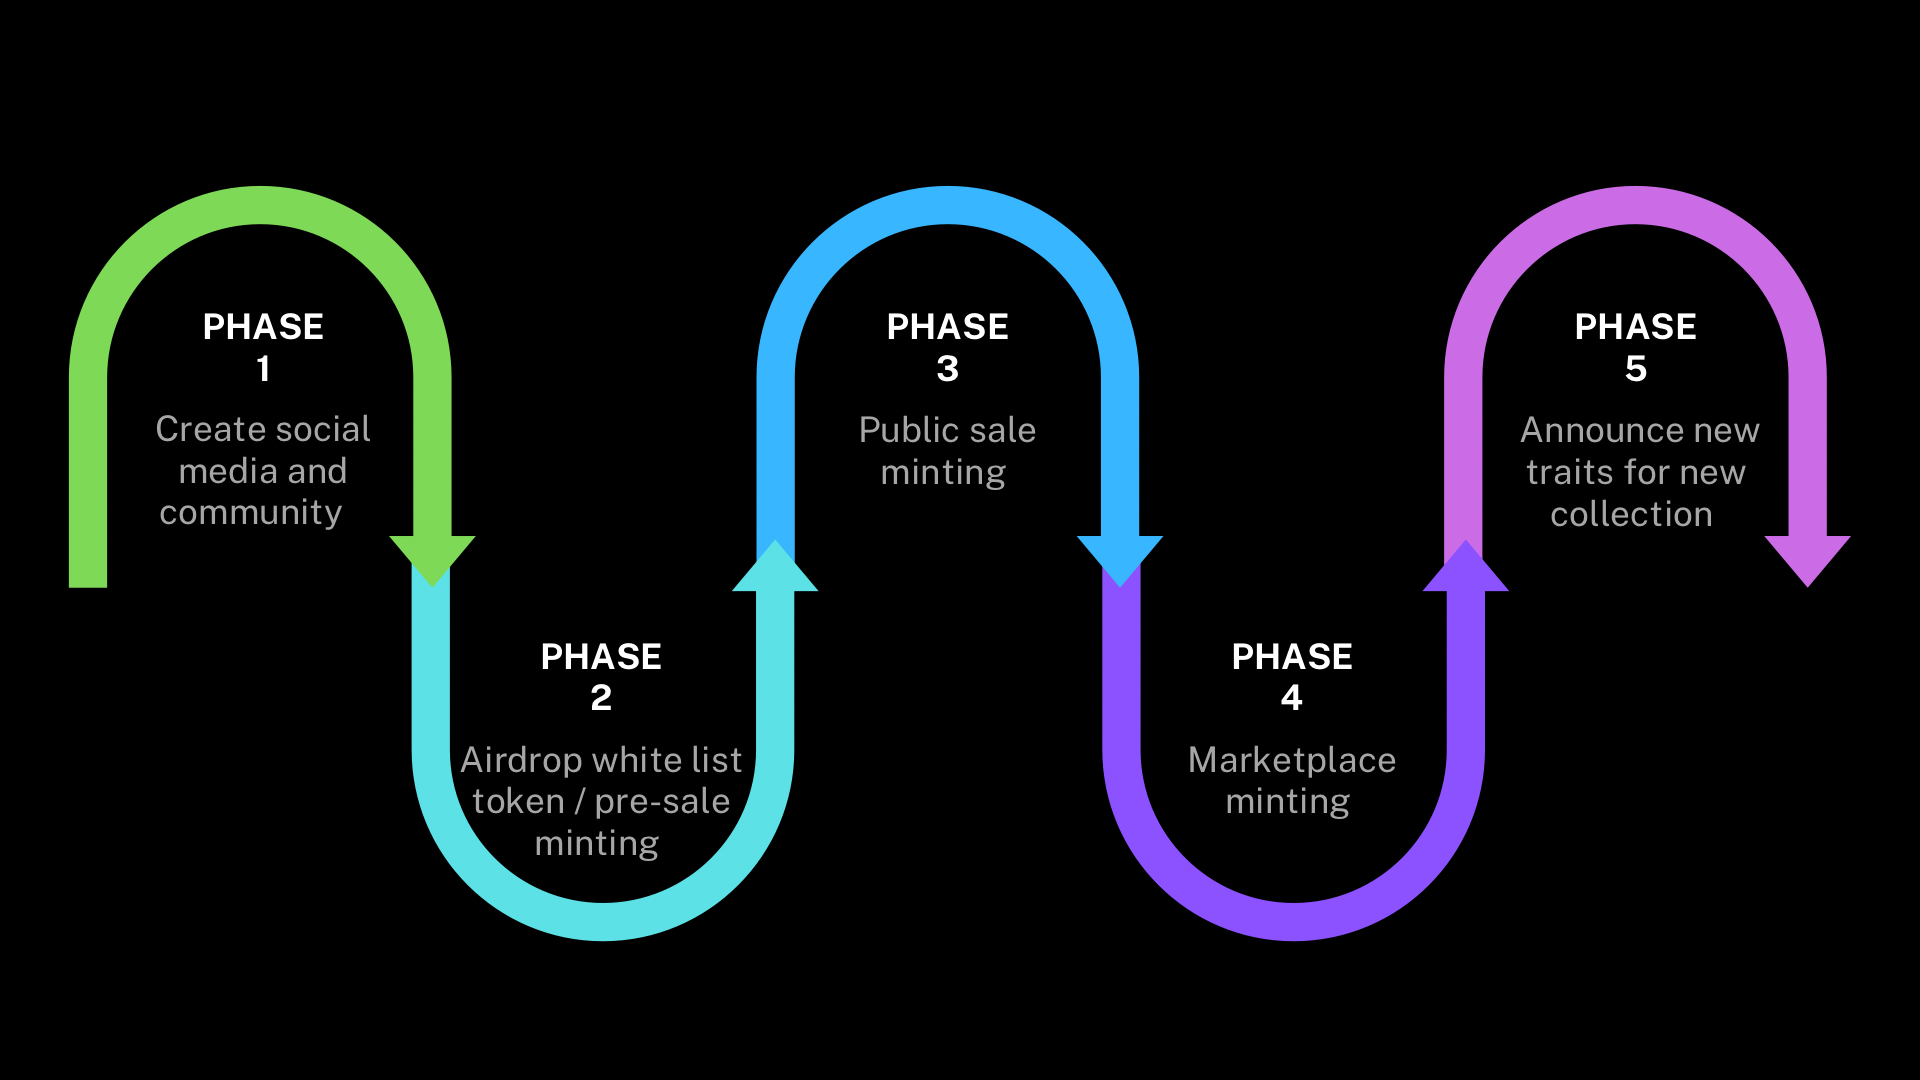 PHASE
1
Create social
media and
community
PHASE
2
Airdrop white list
token / pre-sale
minting
PHASE
3
Public sale
minting
PHASE
4
Marketplace
minting
PHASE
5
Announce new
traits for new
collection